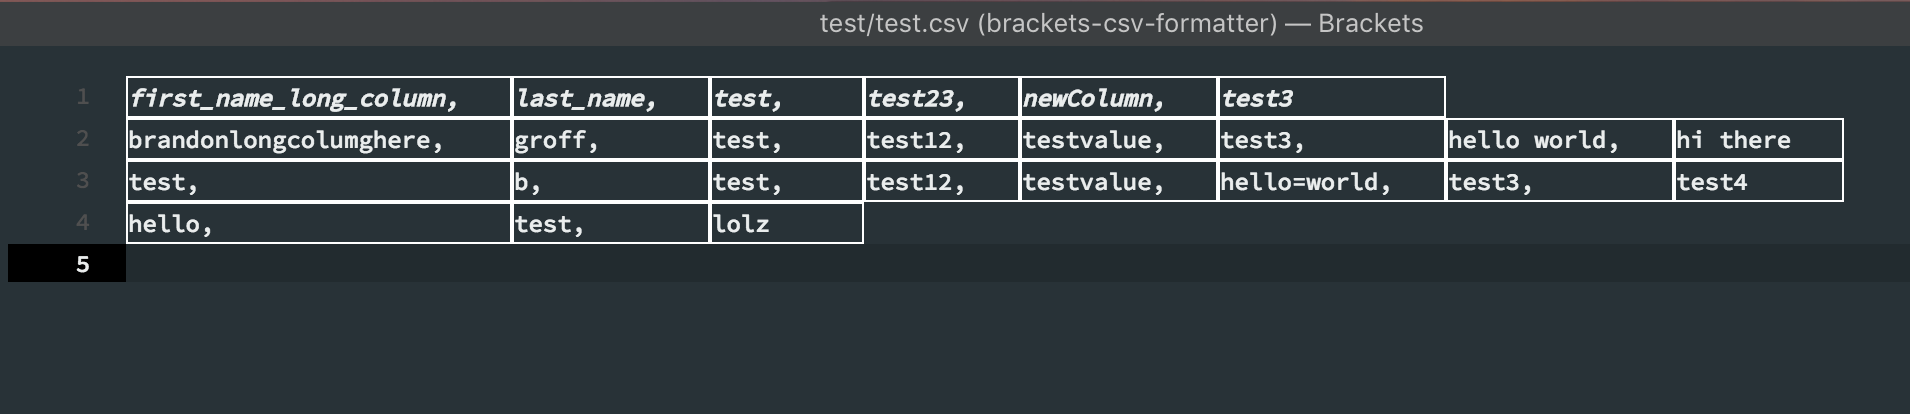 test/test.csv (brackets-csv-formatter) — Brackets
1 first_name_long_column, last_name, test, test23, newColumn, test3
2 brandonlongcolumghere, groff, test, test12, testvalue, test3, hello world, hi there
3 test, b, test, test12, testvalue, hello=world, test3, test4
4 hello, test, lolz
5